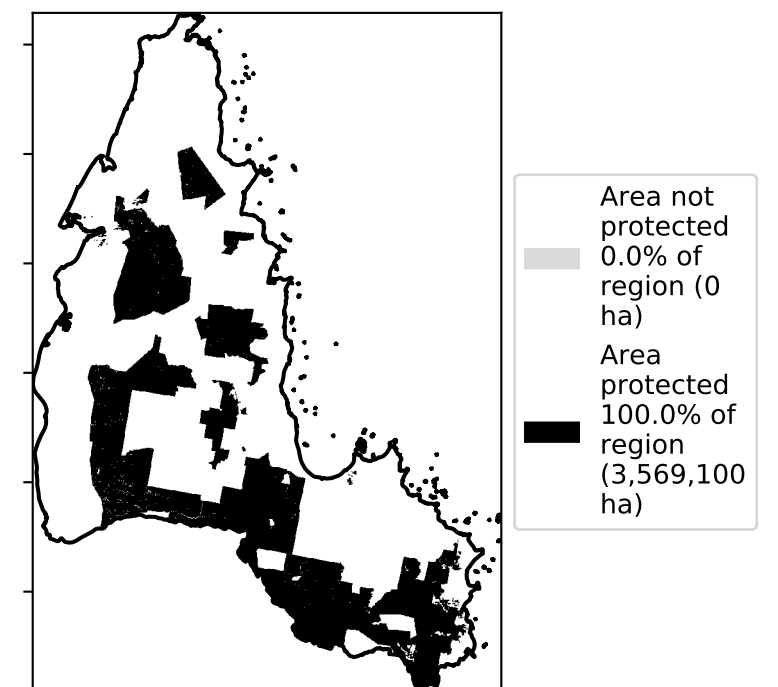 Area not
protected
0.0% of
region (0
ha)
Area
protected
100.0% of
region
(3,569,100
ha)